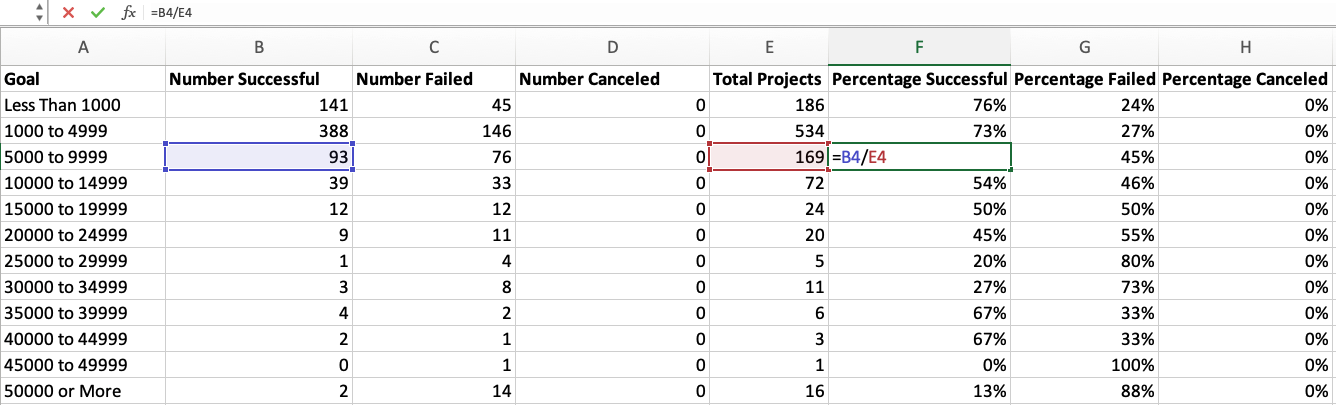 fx =B4/E4
A B C D E F G H
Goal Number Successful Number Failed Number Canceled Total Projects Percentage Successful Percentage Failed Percentage Canceled
Less Than 1000 141 45 0 186 76% 24% 0%
1000 to 4999 388 146 0 534 73% 27% 0%
5000 to 9999 93 76 0 169 =B4/E4 45% 0%
10000 to 14999 39 33 0 72 54% 46% 0%
15000 to 19999 12 12 0 24 50% 50% 0%
20000 to 24999 9 11 0 20 45% 55% 0%
25000 to 29999 1 4 0 5 20% 80% 0%
30000 to 34999 3 8 0 11 27% 73% 0%
35000 to 39999 4 2 0 6 67% 33% 0%
40000 to 44999 2 1 0 3 67% 33% 0%
45000 to 49999 0 1 0 1 0% 100% 0%
50000 or More 2 14 0 16 13% 88% 0%